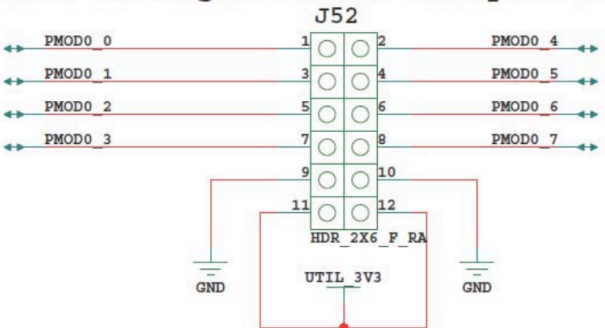 J52
PMOD0_0 1 2 PMOD0_4
PMOD0_1 3 4 PMOD0_5
PMOD0_2 5 6 PMOD0_6
PMOD0_3 7 8 PMOD0_7
9 10
11 12
HDR_2X6_F_RA
UTIL_3V3
GND GND